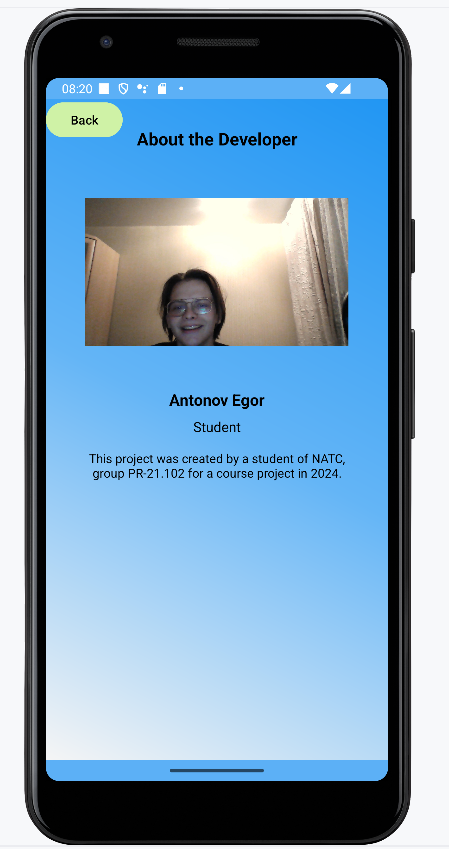 08:20
Back
About the Developer
Antonov Egor
Student
This project was created by a student of NATC,
group PR-21.102 for a course project in 2024.